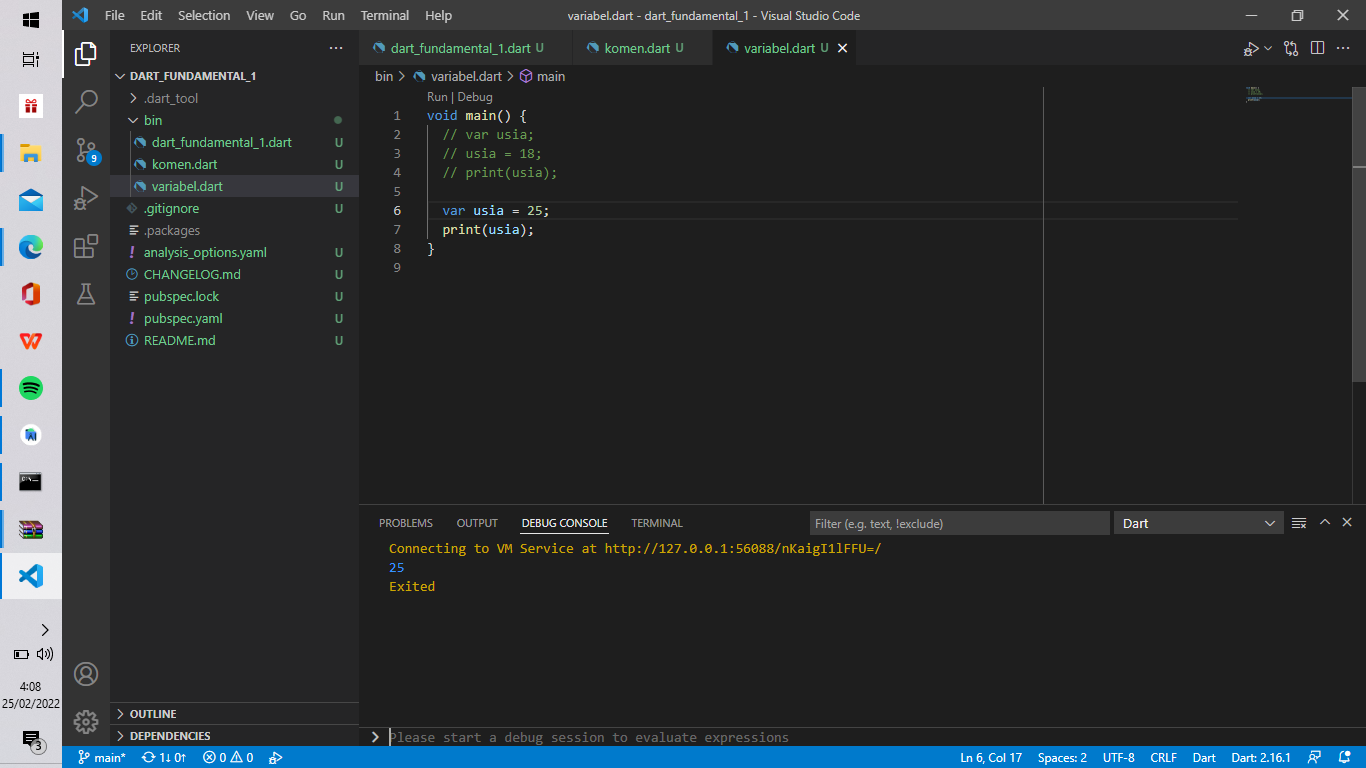 File Edit Selection View Go Run Terminal Help
variabel.dart - dart_fundamental_1 - Visual Studio Code
EXPLORER
DART_FUNDAMENTAL_1
.dart_tool
bin
dart_fundamental_1.dart U
komen.dart U
variabel.dart U
.gitignore U
.packages
analysis_options.yaml U
CHANGELOG.md U
pubspec.lock U
pubspec.yaml U
README.md U
OUTLINE
DEPENDENCIES
9
dart_fundamental_1.dart U
komen.dart U
variabel.dart U
bin > variabel.dart > main
Run | Debug
1 void main() {
2 // var usia;
3 // usia = 18;
4 // print(usia);
5
6 var usia = 25;
7 print(usia);
8 }
9
PROBLEMS OUTPUT DEBUG CONSOLE TERMINAL
Filter (e.g. text, !exclude)
Dart
Connecting to VM Service at http://127.0.0.1:56088/nKaigI1lFFU=/
25
Exited
Please start a debug session to evaluate expressions
main* 1↓ 0↑ 0 0
Ln 6, Col 17 Spaces: 2 UTF-8 CRLF Dart Dart: 2.16.1
4:08
25/02/2022
3